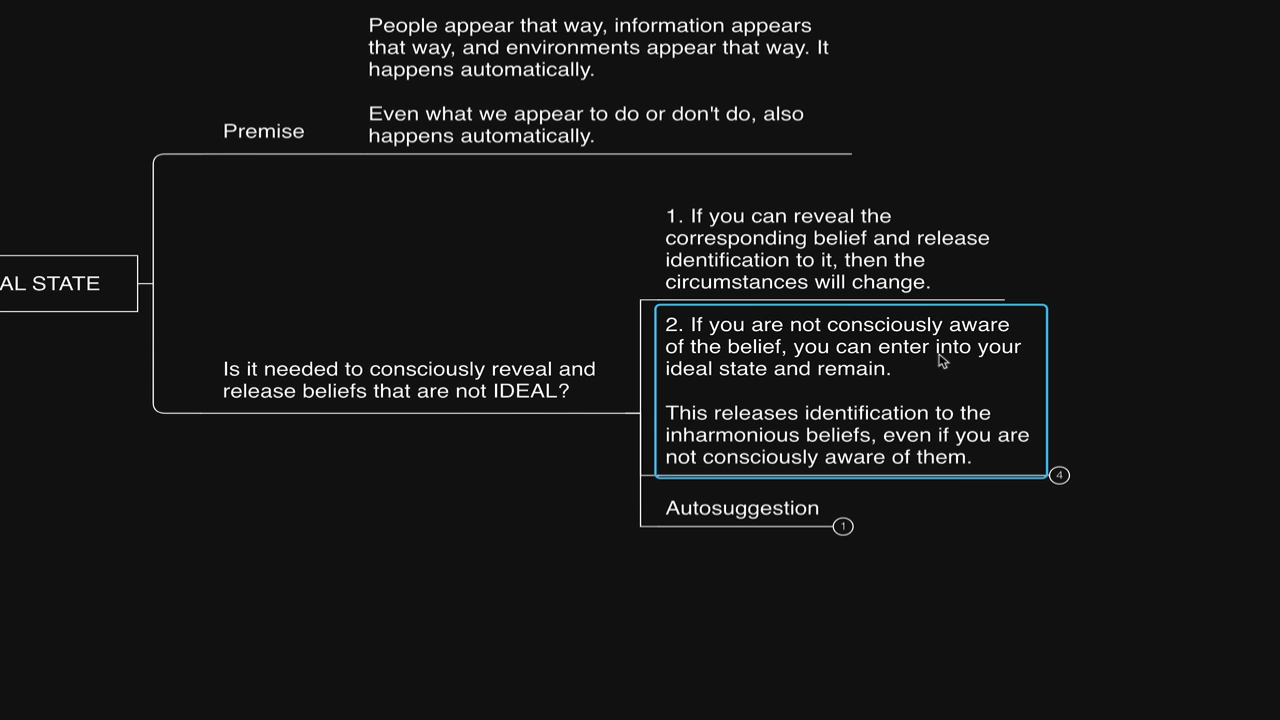 People appear that way, information appears
that way, and environments appear that way. It
happens automatically.
Even what we appear to do or don't do, also
happens automatically.
Premise
AL STATE
Is it needed to consciously reveal and
release beliefs that are not IDEAL?
1. If you can reveal the
corresponding belief and release
identification to it, then the
circumstances will change.
2. If you are not consciously aware
of the belief, you can enter into your
ideal state and remain.
This releases identification to the
inharmonious beliefs, even if you are
not consciously aware of them.
4
Autosuggestion
1